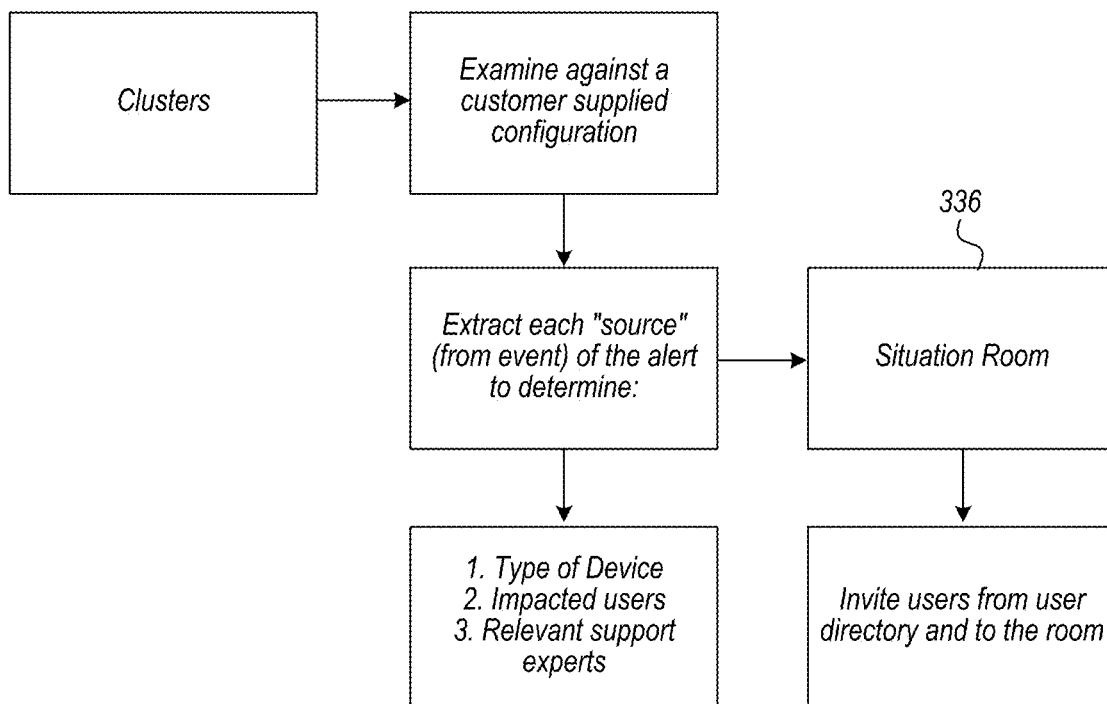 Clusters
Examine against a
customer supplied
configuration
336
Extract each "source"
(from event) of the alert
to determine:
Situation Room
1. Type of Device
2. Impacted users
3. Relevant support
experts
Invite users from user
directory and to the room